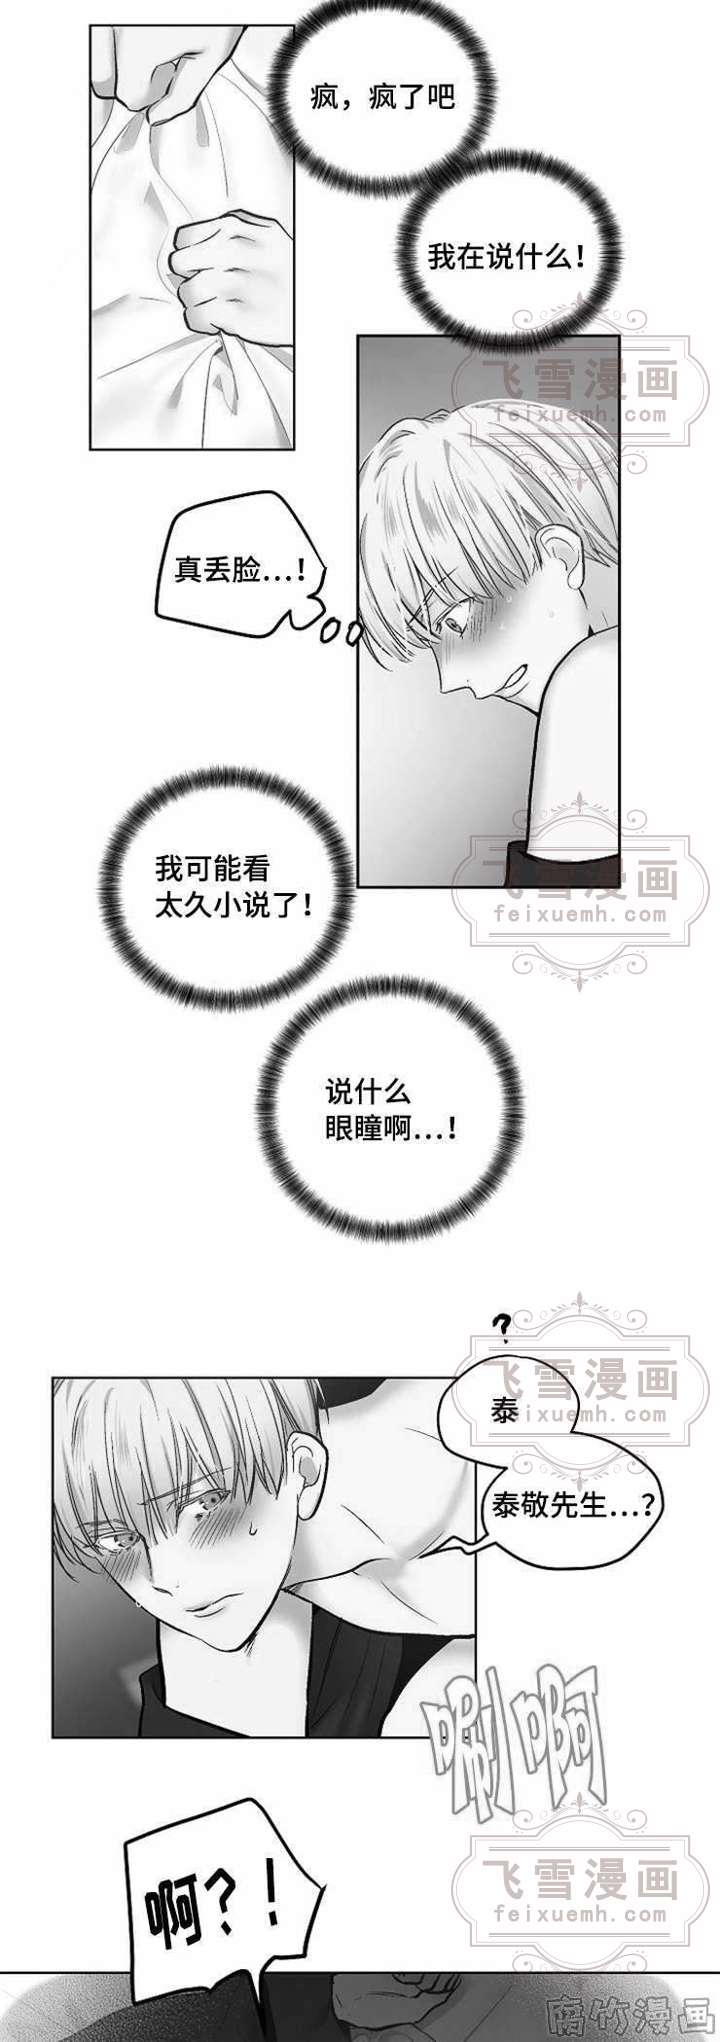 疯，疯了吧
我在说什么！
飞雪漫画
feixuemh.com
真丢脸…！
我可能看
太久小说了！
飞雪漫画
feixuemh.com
说什么
眼瞳啊…！
?
飞雪漫画
feixuemh.com
泰
泰敬先生…？
唰啊
啊？！
飞雪漫画
feixuemh.com
腐竹漫画